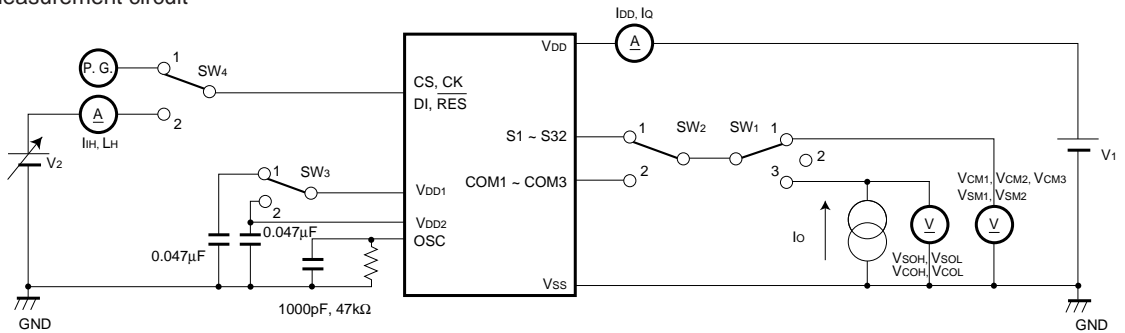 easurement circuit
IDD, IQ
A
VDD
P. G.
1
SW4
CS, CK
DI, RES
A
2
IIH, LH
V2
S1 ~ S32
1
SW2
SW1
1
2
COM1 ~ COM3
2
3
V1
VCM1, VCM2, VCM3
VSM1, VSM2
1
SW3
VDD1
2
VDD2
OSC
0.047µF
0.047µF
IO
V
V
VSOH, VSOL
VCOH, VCOL
VSS
1000pF, 47kΩ
GND
GND